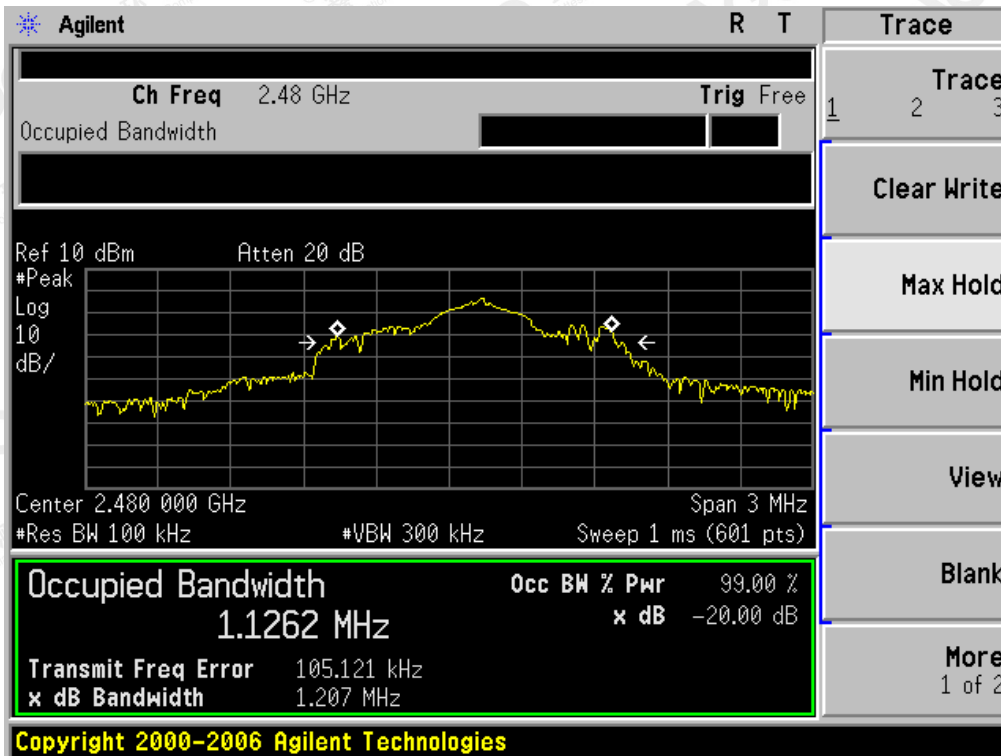 Agilent R T
Trace
Ch Freq 2.48 GHz Trig Free
Occupied Bandwidth
Ref 10 dBm Atten 20 dB
#Peak
Log
10
dB/
Center 2.480 000 GHz Span 3 MHz
#Res BW 100 kHz #VBW 300 kHz Sweep 1 ms (601 pts)
Occupied Bandwidth
1.1262 MHz
Occ BW % Pwr 99.00 %
x dB -20.00 dB
Transmit Freq Error 105.121 kHz
x dB Bandwidth 1.207 MHz
Copyright 2000-2006 Agilent Technologies
Trace
1 2 3
Clear Write
Max Hold
Min Hold
View
Blank
More
1 of 2